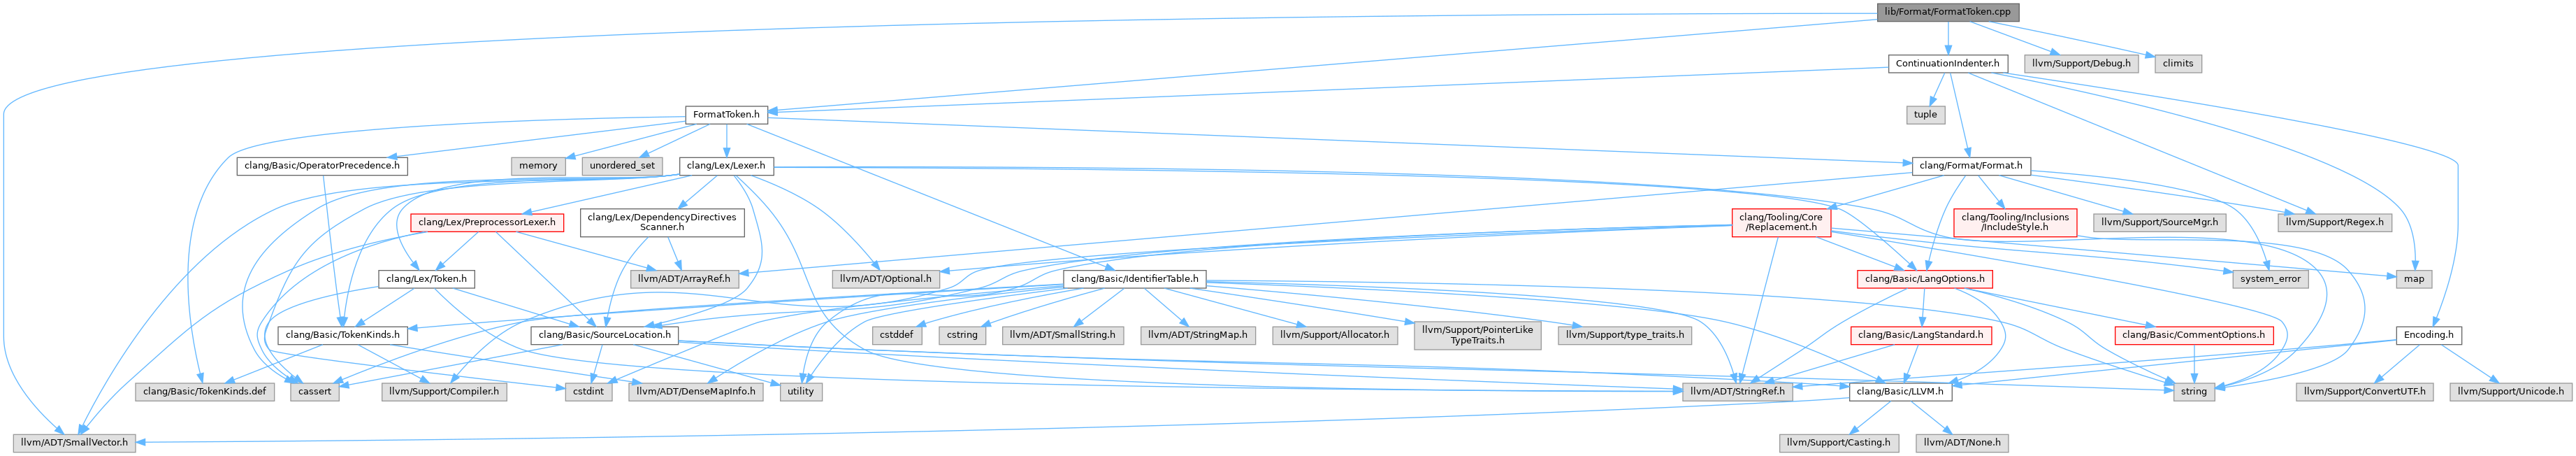 lib/Format/FormatToken.cpp
ContinuationIndenter.h
llvm/Support/Debug.h
climits
FormatToken.h
tuple
clang/Basic/OperatorPrecedence.h
memory
unordered_set
clang/Lex/Lexer.h
clang/Format/Format.h
clang/Lex/PreprocessorLexer.h
clang/Lex/DependencyDirectives
Scanner.h
clang/Tooling/Core
/Replacement.h
clang/Tooling/Inclusions
/IncludeStyle.h
llvm/Support/SourceMgr.h
llvm/Support/Regex.h
clang/Lex/Token.h
llvm/ADT/ArrayRef.h
llvm/ADT/Optional.h
clang/Basic/IdentifierTable.h
clang/Basic/LangOptions.h
system_error
map
clang/Basic/TokenKinds.h
clang/Basic/SourceLocation.h
cstddef
cstring
llvm/ADT/SmallString.h
llvm/ADT/StringMap.h
llvm/Support/Allocator.h
llvm/Support/PointerLike
TypeTraits.h
llvm/Support/type_traits.h
clang/Basic/LangStandard.h
clang/Basic/CommentOptions.h
Encoding.h
clang/Basic/TokenKinds.def
cassert
llvm/Support/Compiler.h
cstdint
llvm/ADT/DenseMapInfo.h
utility
llvm/ADT/StringRef.h
clang/Basic/LLVM.h
string
llvm/Support/ConvertUTF.h
llvm/Support/Unicode.h
llvm/ADT/SmallVector.h
llvm/Support/Casting.h
llvm/ADT/None.h